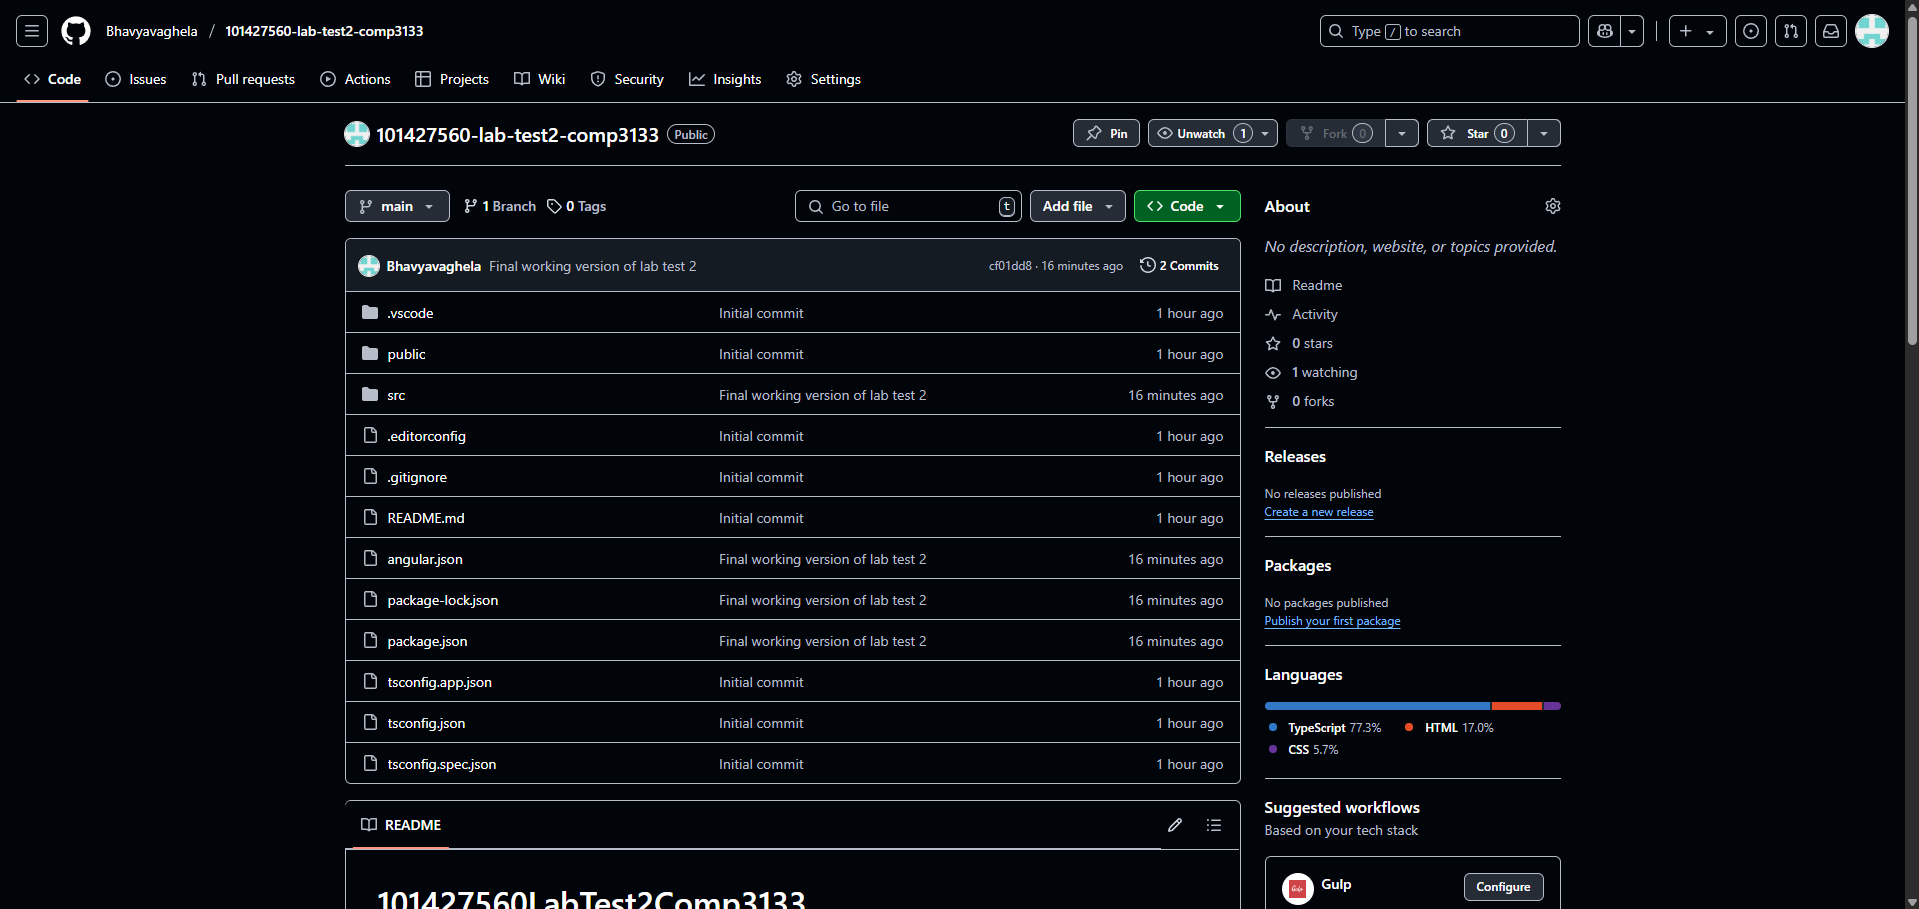 Bhavyavaghela / 101427560-lab-test2-comp3133
Type / to search
Code Issues Pull requests Actions Projects Wiki Security Insights Settings
101427560-lab-test2-comp3133 Public
Pin Unwatch 1 Fork 0 Star 0
main 1 Branch 0 Tags Go to file t Add file Code
Bhavyavaghela Final working version of lab test 2 cf01dd8 · 16 minutes ago 2 Commits
.vscode Initial commit 1 hour ago
public Initial commit 1 hour ago
src Final working version of lab test 2 16 minutes ago
.editorconfig Initial commit 1 hour ago
.gitignore Initial commit 1 hour ago
README.md Initial commit 1 hour ago
angular.json Final working version of lab test 2 16 minutes ago
package-lock.json Final working version of lab test 2 16 minutes ago
package.json Final working version of lab test 2 16 minutes ago
tsconfig.app.json Initial commit 1 hour ago
tsconfig.json Initial commit 1 hour ago
tsconfig.spec.json Initial commit 1 hour ago
README
101427560LabTest2Comp3133
About
No description, website, or topics provided.
Readme
Activity
0 stars
1 watching
0 forks
Releases
No releases published
Create a new release
Packages
No packages published
Publish your first package
Languages
TypeScript 77.3% HTML 17.0%
CSS 5.7%
Suggested workflows
Based on your tech stack
Gulp Configure